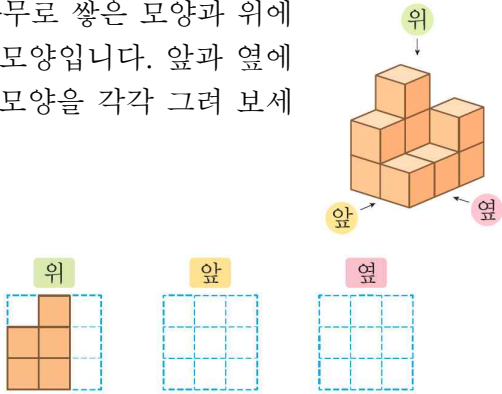 무로 쌓은 모양과 위에
모양입니다. 앞과 옆에
모양을 각각 그려 보세
위
앞
옆
위
앞
옆